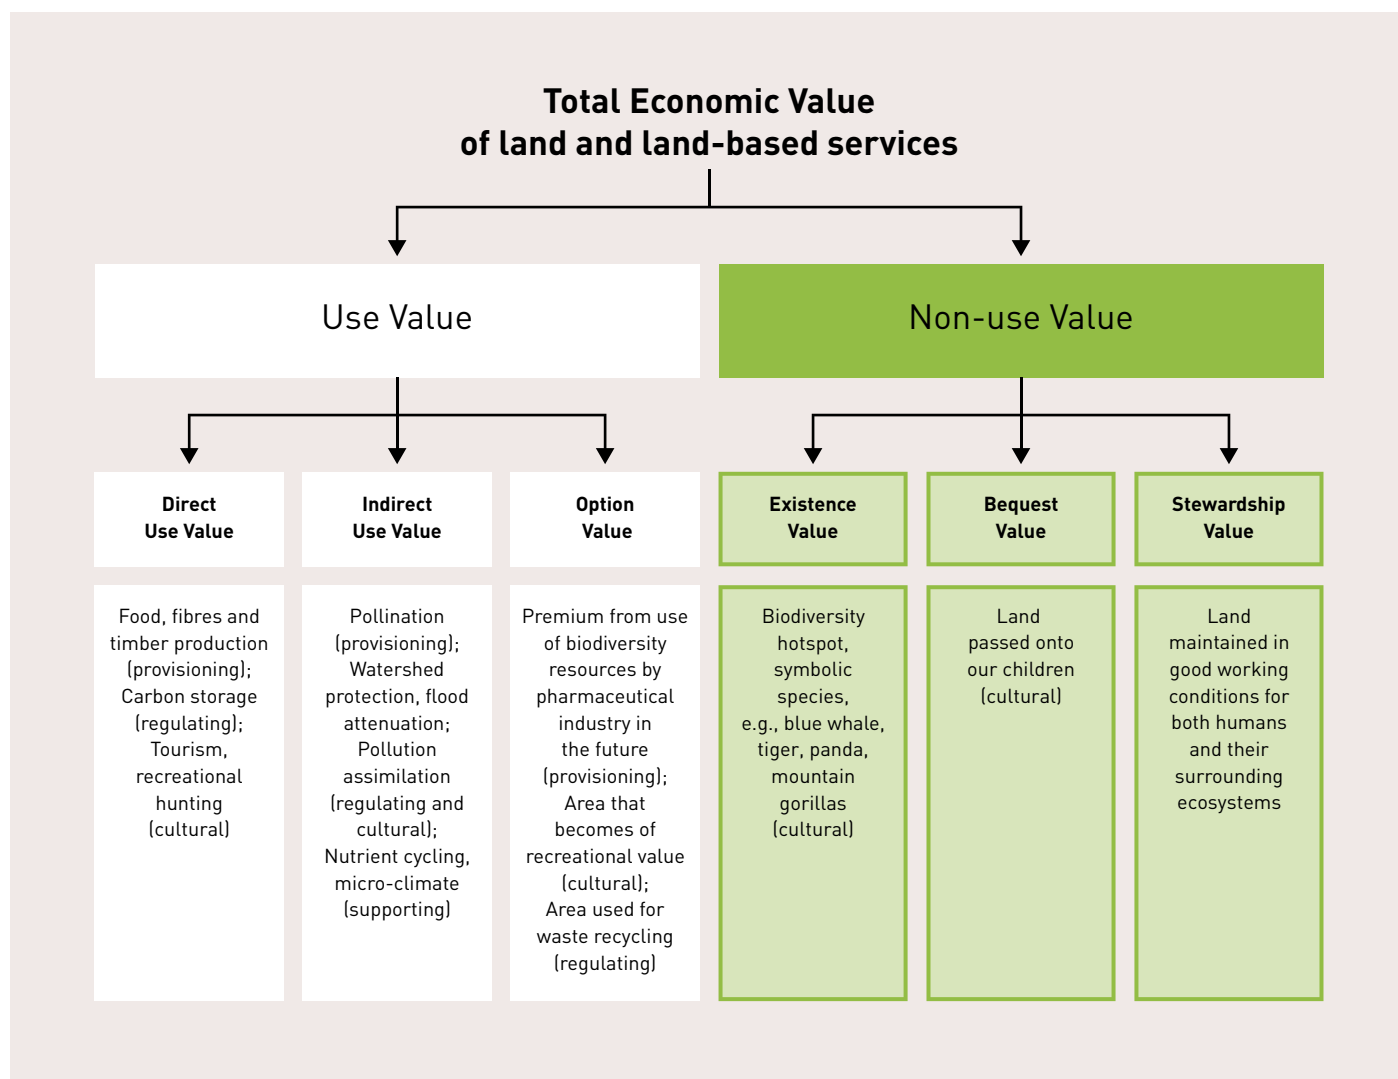 Total Economic Value
of land and land-based services
Use Value
Non-use Value
Direct
Use Value
Indirect
Use Value
Option
Value
Existence
Value
Bequest
Value
Stewardship
Value
Food, fibres and
timber production
(provisioning);
Carbon storage
(regulating);
Tourism,
recreational
hunting
(cultural)
Pollination
(provisioning);
Watershed
protection, flood
attenuation;
Pollution
assimilation
(regulating and
cultural);
Nutrient cycling,
micro-climate
(supporting)
Premium from use
of biodiversity
resources by
pharmaceutical
industry in
the future
(provisioning);
Area that
becomes of
recreational value
(cultural);
Area used for
waste recycling
(regulating)
Biodiversity
hotspot,
symbolic
species,
e.g., blue whale,
tiger, panda,
mountain
gorillas
(cultural)
Land
passed onto
our children
(cultural)
Land
maintained in
good working
conditions for
both humans
and their
surrounding
ecosystems